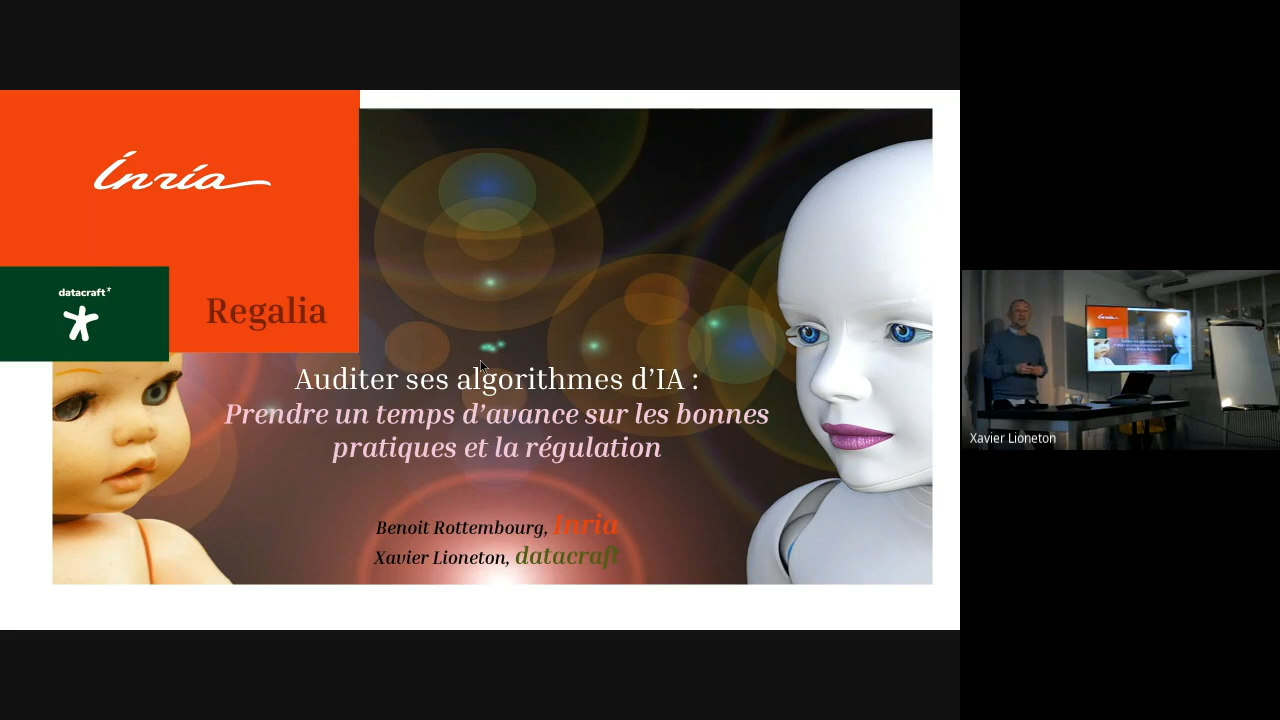 Inria
datacraft
Regalia
Auditer ses algorithmes d'IA :
Prendre un temps d'avance sur les bonnes
pratiques et la régulation
Benoit Rottembourg, Inria
Xavier Lioneton, datacraft
Xavier Lioneton